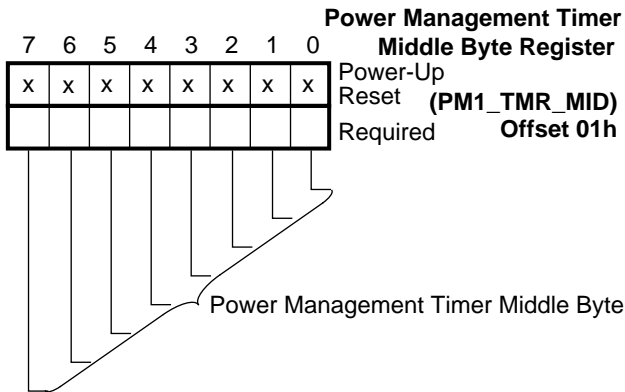 Power Management Timer
Middle Byte Register
(PM1_TMR_MID)
Offset 01h
7 6 5 4 3 2 1 0
x x x x x x x x
Power-Up
Reset
Required
Power Management Timer Middle Byte